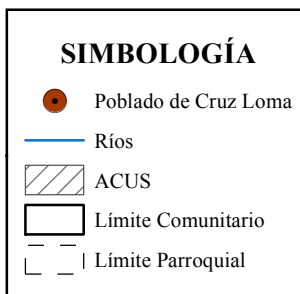 SIMBOLOGÍA
Poblado de Cruz Loma
Ríos
ACUS
Límite Comunitario
Límite Parroquial